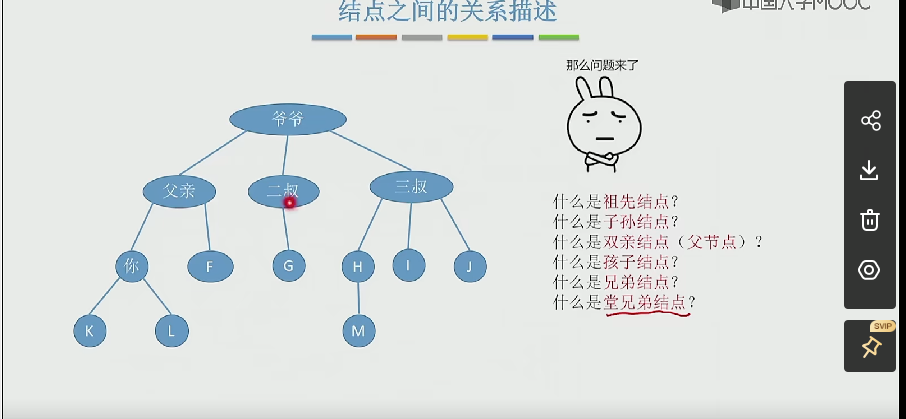 结点之间的关系描述
中国大学MOOC
那么问题来了
爷爷
父亲
二叔
三叔
什么是祖先结点?
什么是子孙结点?
什么是双亲结点（父节点）?
什么是孩子结点?
什么是兄弟结点?
什么是堂兄弟结点?
你
F
G
H
I
J
K
L
M
SVIP